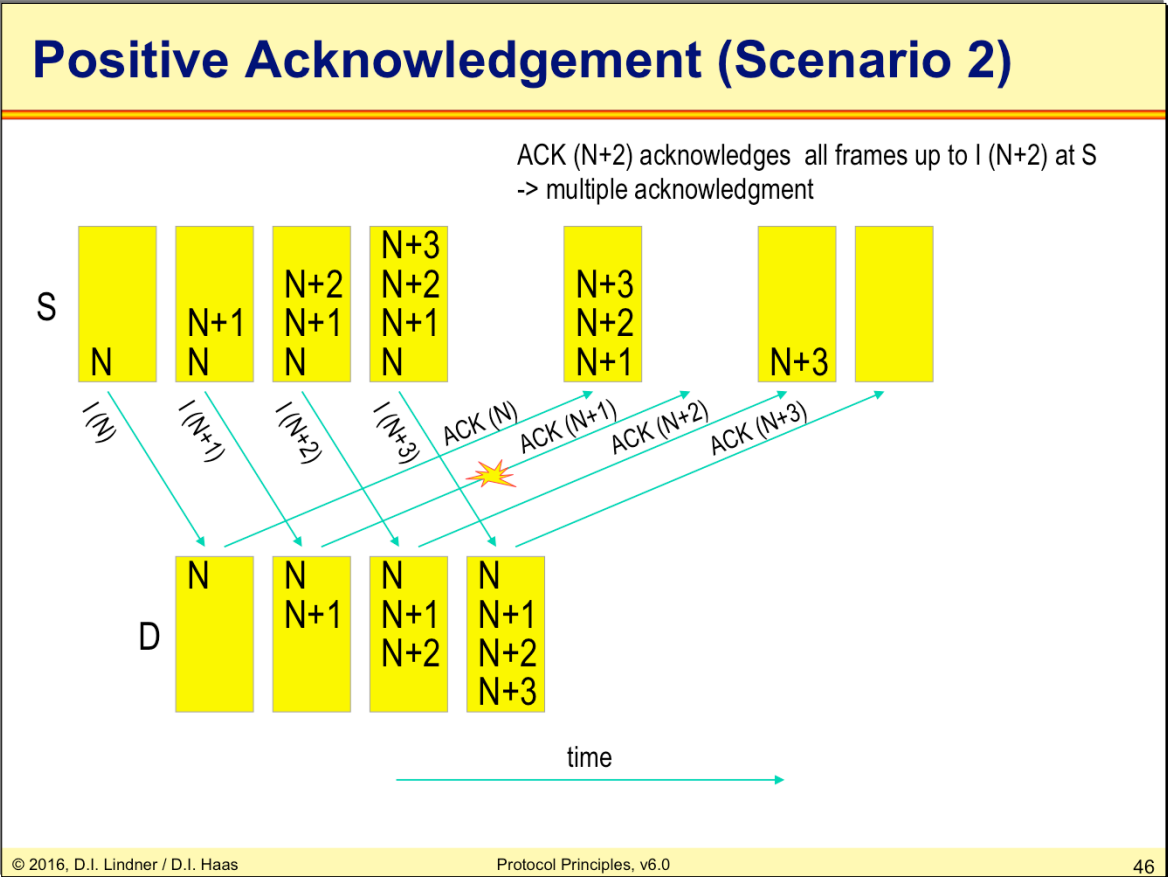 Positive Acknowledgement (Scenario 2)
ACK (N+2) acknowledges all frames up to I (N+2) at S
-> multiple acknowledgment
S
N
N+1
N
N+2
N+1
N
N+3
N+2
N+1
N
N+3
N+2
N+1
N+3
I (N)
I (N+1)
I (N+2)
I (N+3)
ACK (N)
ACK (N+1)
ACK (N+2)
ACK (N+3)
D
N
N
N+1
N
N+1
N+2
N
N+1
N+2
N+3
time
© 2016, D.I. Lindner / D.I. Haas
Protocol Principles, v6.0
46